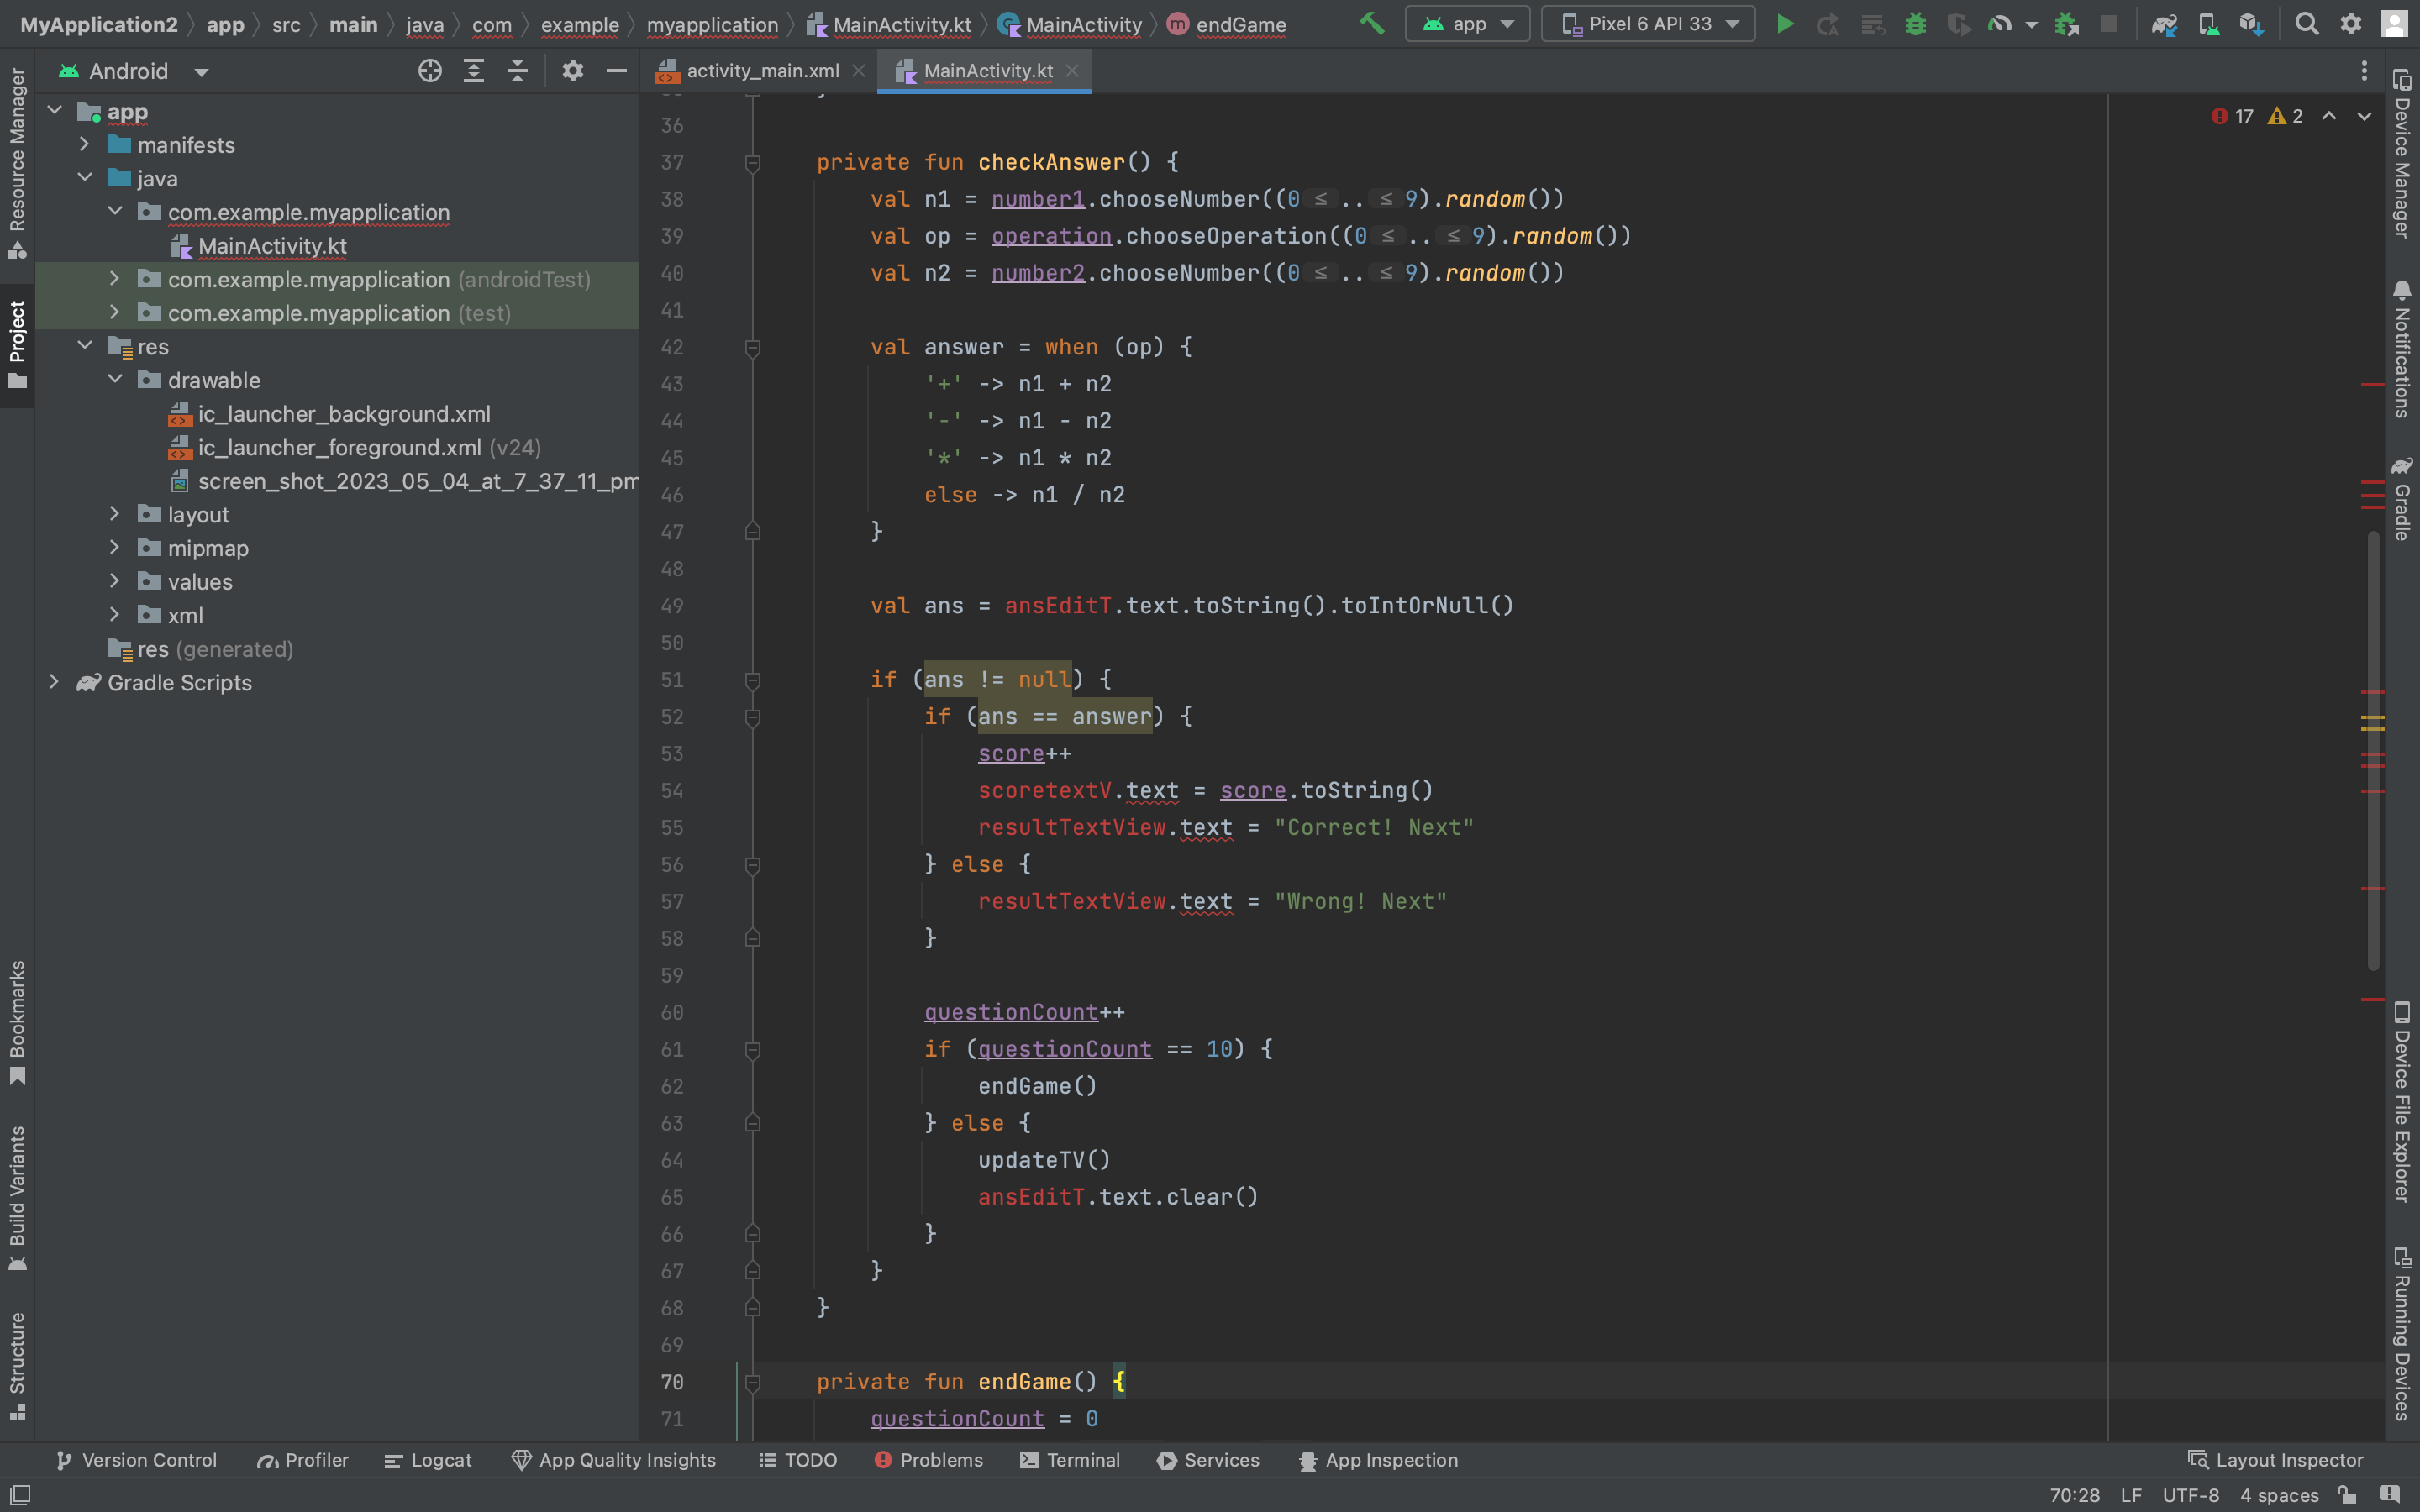 MyApplication2 app src main java com example myapplication MainActivity.kt MainActivity m endGame
app Pixel 6 API 33
Android
activity_main.xml MainActivity.kt
Resource Manager
Project
Bookmarks
Build Variants
Structure
app
manifests
java
com.example.myapplication
MainActivity.kt
com.example.myapplication (androidTest)
com.example.myapplication (test)
res
drawable
ic_launcher_background.xml
ic_launcher_foreground.xml (v24)
screen_shot_2023_05_04_at_7_37_11_pm
layout
mipmap
values
xml
res (generated)
Gradle Scripts
17 2
36
37 private fun checkAnswer() {
38 val n1 = number1.chooseNumber((0 ≤ .. ≤ 9).random())
39 val op = operation.chooseOperation((0 ≤ .. ≤ 9).random())
40 val n2 = number2.chooseNumber((0 ≤ .. ≤ 9).random())
41
42 val answer = when (op) {
43 '+' -> n1 + n2
44 '-' -> n1 - n2
45 '*' -> n1 * n2
46 else -> n1 / n2
47 }
48
49 val ans = ansEditT.text.toString().toIntOrNull()
50
51 if (ans != null) {
52 if (ans == answer) {
53 score++
54 scoretextV.text = score.toString()
55 resultTextView.text = "Correct! Next"
56 } else {
57 resultTextView.text = "Wrong! Next"
58 }
59
60 questionCount++
61 if (questionCount == 10) {
62 endGame()
63 } else {
64 updateTV()
65 ansEditT.text.clear()
66 }
67 }
68 }
69
70 private fun endGame() {
71 questionCount = 0
Device Manager
Notifications
Gradle
Device File Explorer
Running Devices
Version Control Profiler Logcat App Quality Insights TODO Problems Terminal Services App Inspection Layout Inspector
70:28 LF UTF-8 4 spaces